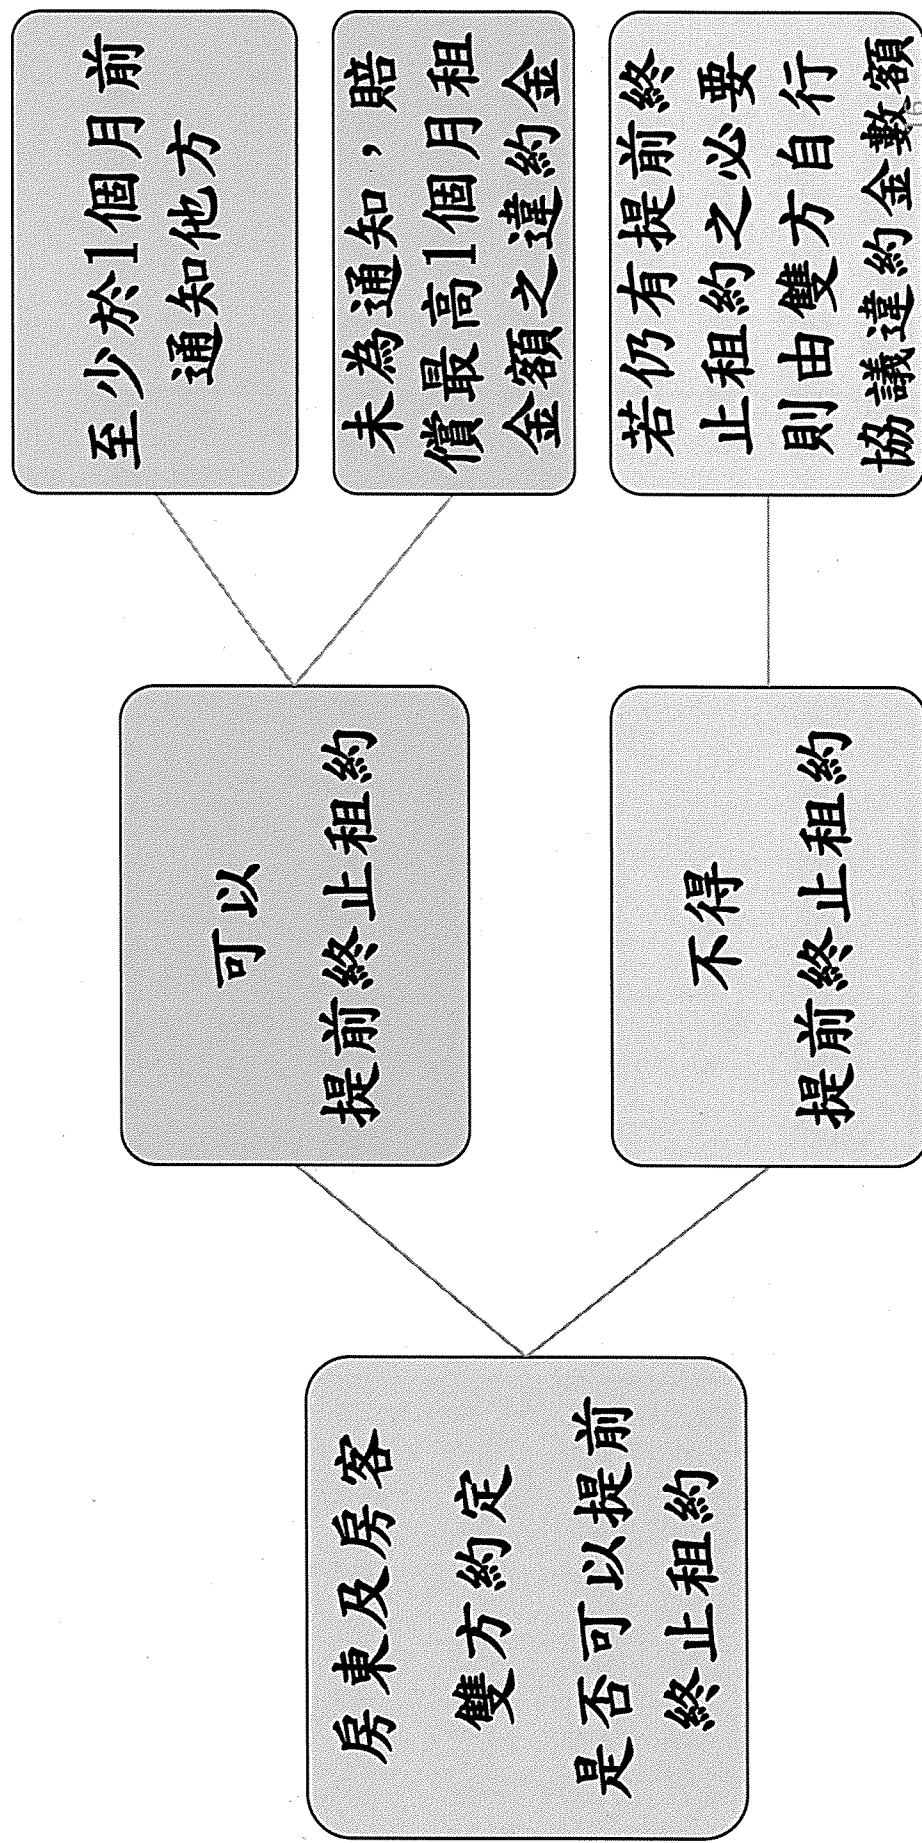 房東及房客
雙方約定
是否可以提前
終止租約
可以
提前終止租約
不得
提前終止租約
至少於1個月前
通知他方
未為通知，賠
償最高1個月租
金額之違約金
若仍有提前終
止租約之必要
則由雙方自行
協議違約金數額
16